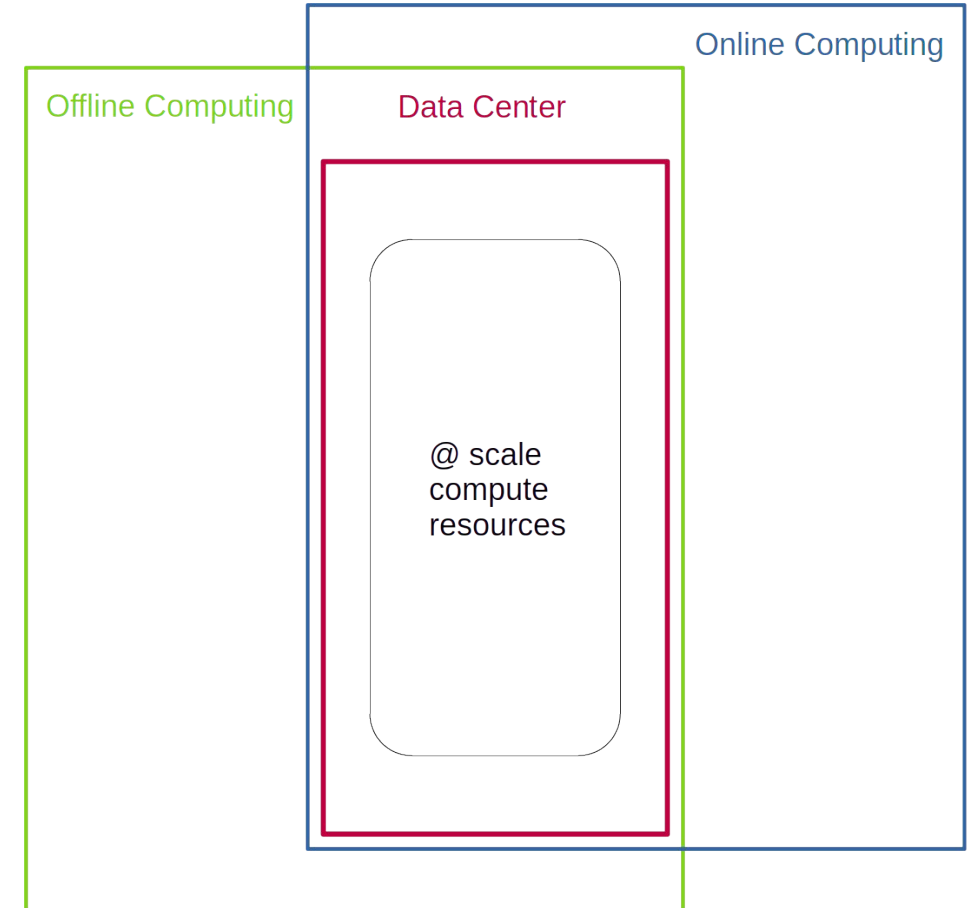 Online Computing
Offline Computing
Data Center
@ scale
compute
resources